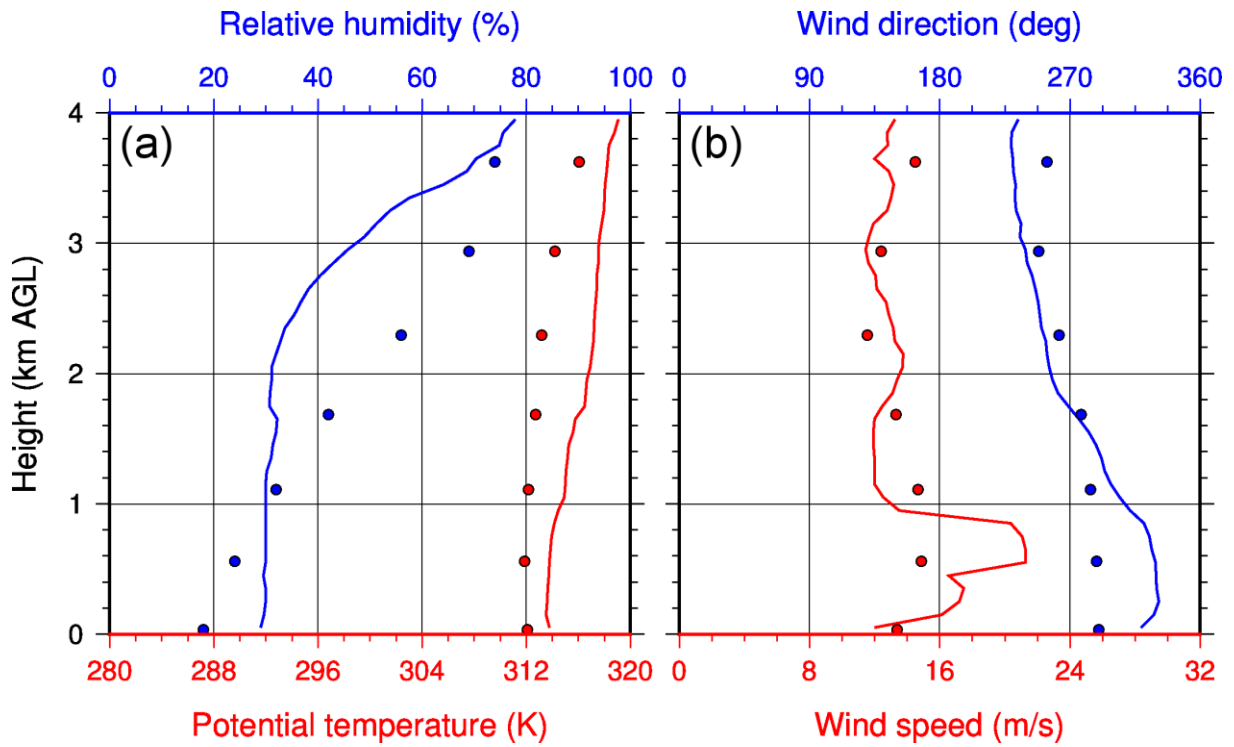 Relative humidity (%)
Wind direction (deg)
0 20 40 60 80 100
0 90 180 270 360
4
3
2
1
0
Height (km AGL)
(a)
(b)
280 288 296 304 312 320
0 8 16 24 32
Potential temperature (K)
Wind speed (m/s)